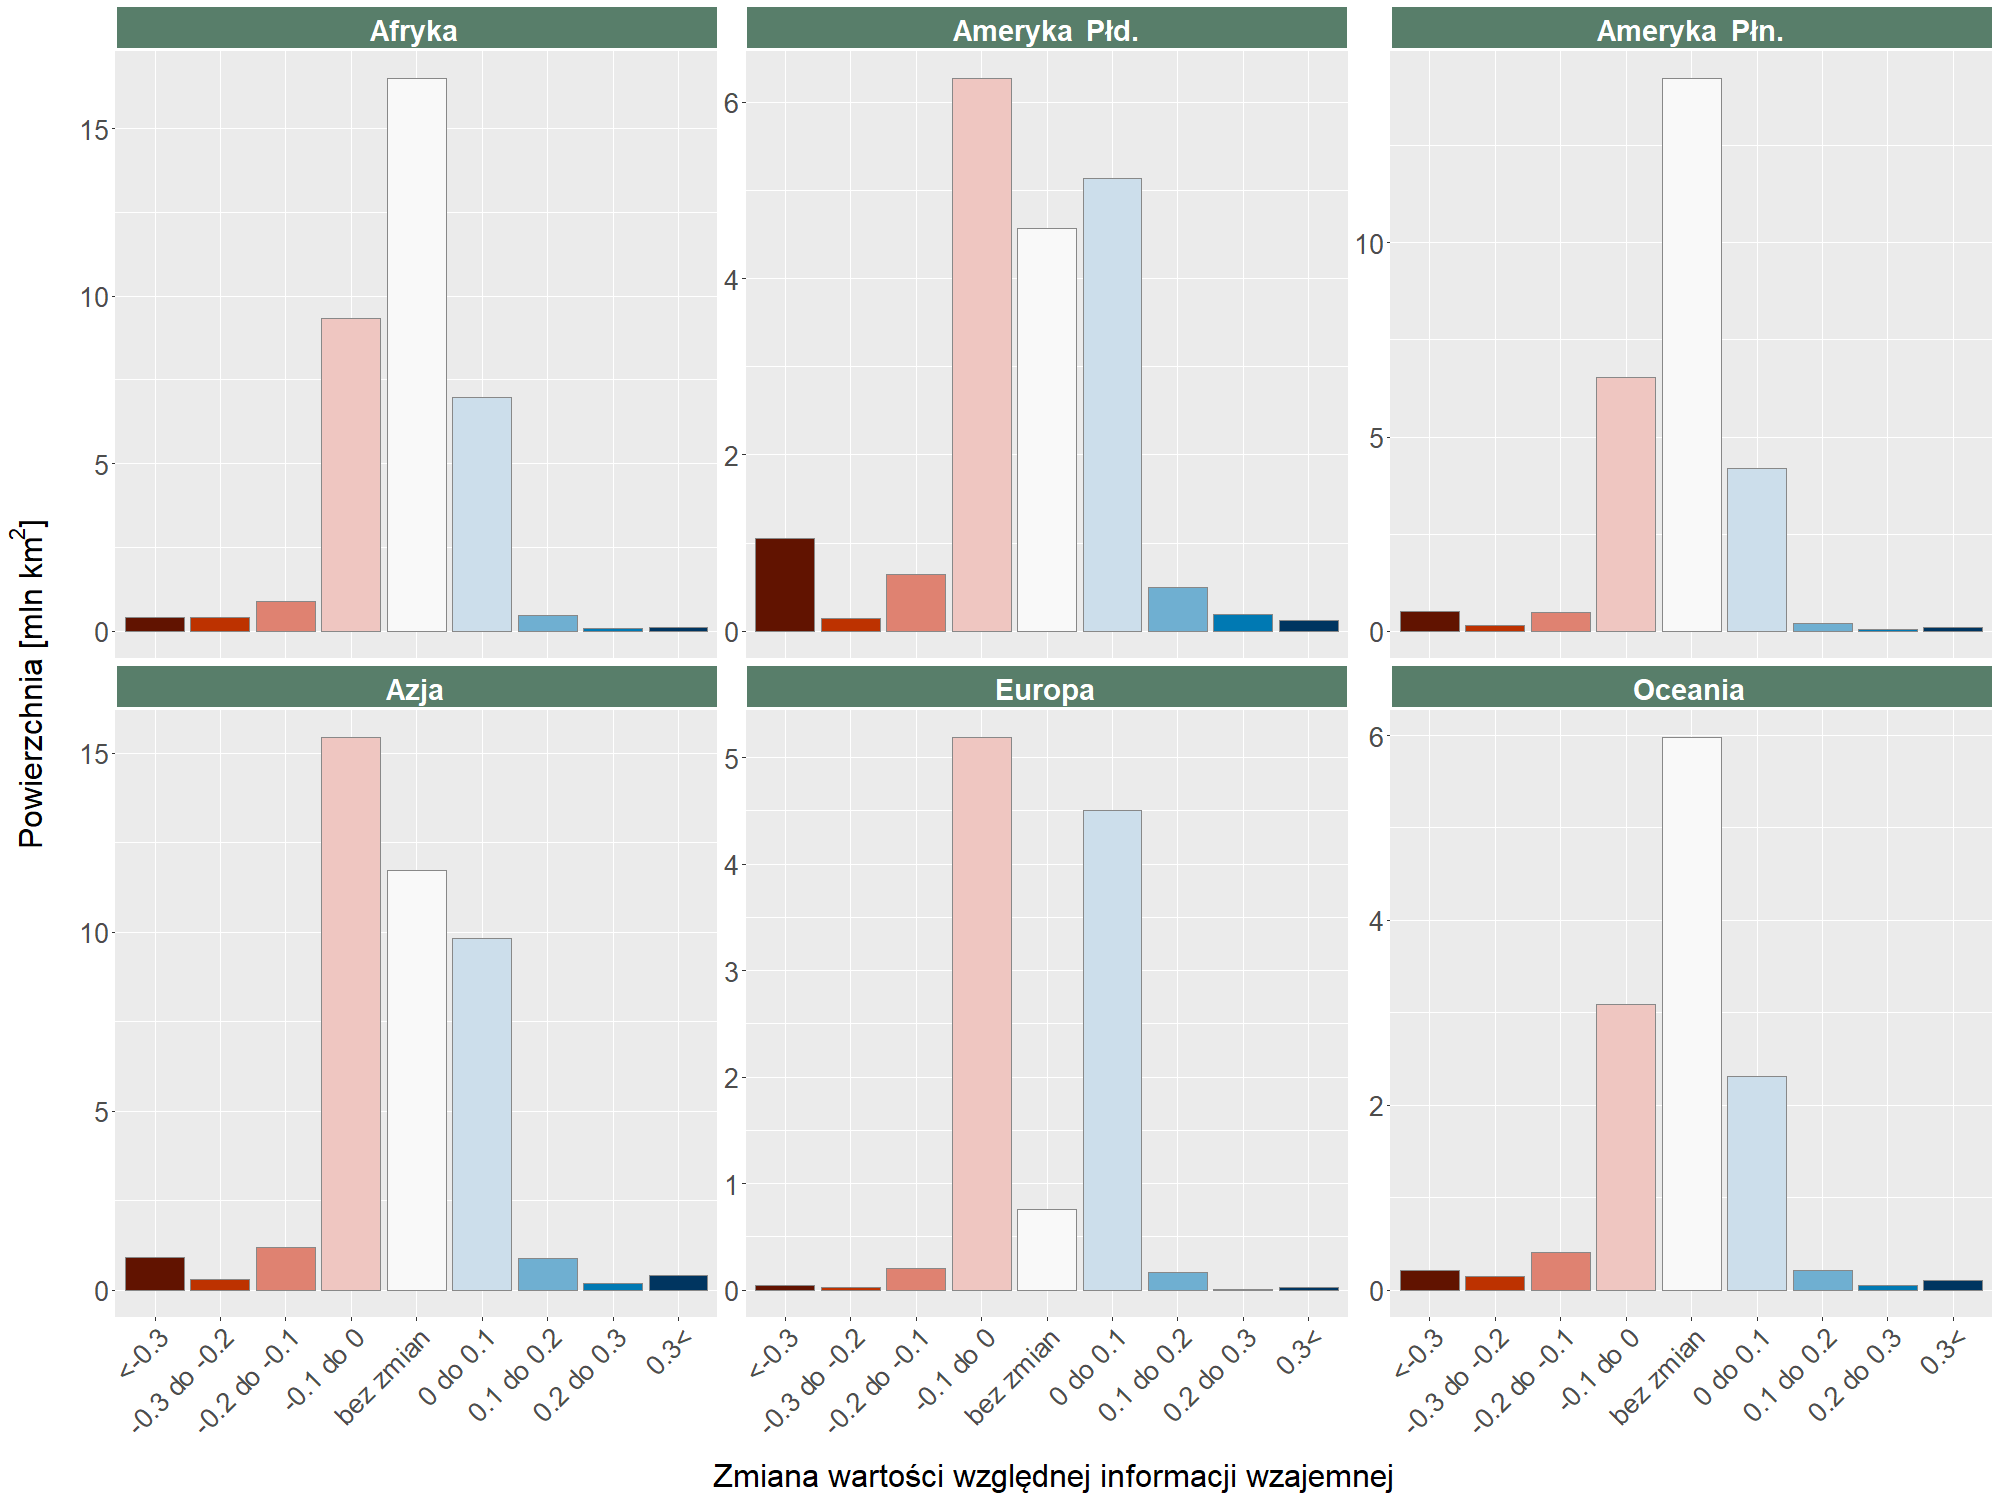 Afryka
Ameryka Płd.
Ameryka Płn.
15
10
5
0
6
4
2
0
10
5
0
Azja
Europa
Oceania
15
10
5
0
5
4
3
2
1
0
6
4
2
0
<-0.3
-0.3 do -0.2
-0.2 do -0.1
-0.1 do 0
bez zmian
0 do 0.1
0.1 do 0.2
0.2 do 0.3
0.3<
<-0.3
-0.3 do -0.2
-0.2 do -0.1
-0.1 do 0
bez zmian
0 do 0.1
0.1 do 0.2
0.2 do 0.3
0.3<
<-0.3
-0.3 do -0.2
-0.2 do -0.1
-0.1 do 0
bez zmian
0 do 0.1
0.1 do 0.2
0.2 do 0.3
0.3<
Powierzchnia [mln km²]
Zmiana wartości względnej informacji wzajemnej